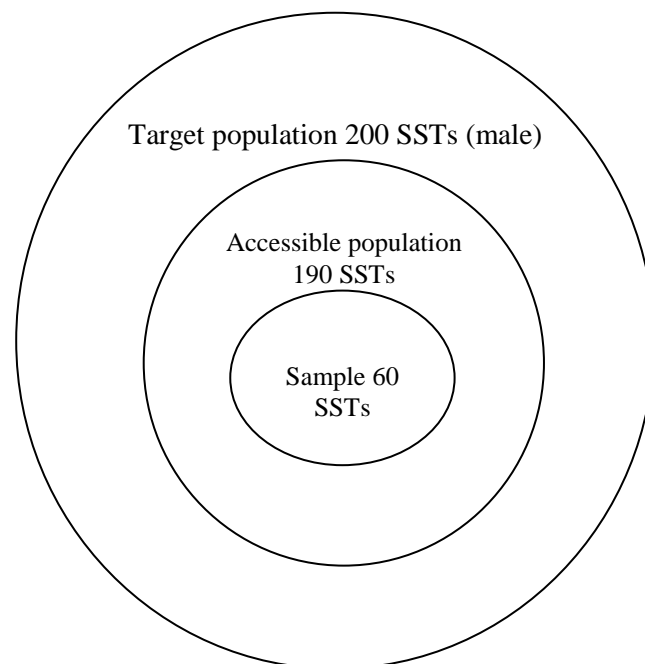 Target population 200 SSTs (male)
Accessible population
190 SSTs
Sample 60
SSTs